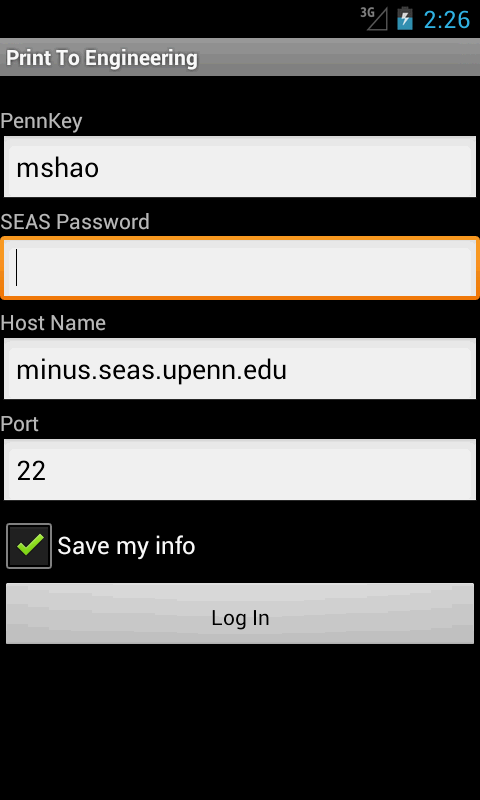 3G 2:26
Print To Engineering
PennKey
mshao
SEAS Password
Host Name
minus.seas.upenn.edu
Port
22
Save my info
Log In